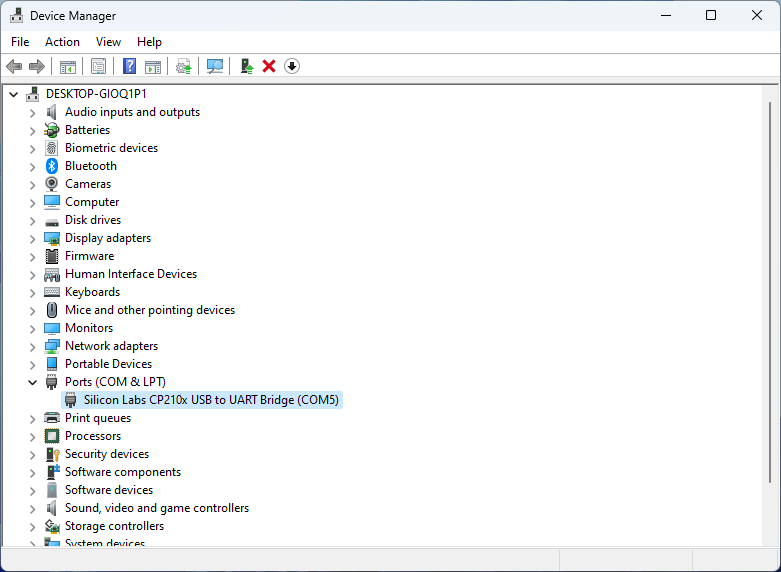 Device Manager
File Action View Help
DESKTOP-GIOQ1P1
Audio inputs and outputs
Batteries
Biometric devices
Bluetooth
Cameras
Computer
Disk drives
Display adapters
Firmware
Human Interface Devices
Keyboards
Mice and other pointing devices
Monitors
Network adapters
Portable Devices
Ports (COM & LPT)
Silicon Labs CP210x USB to UART Bridge (COM5)
Print queues
Processors
Security devices
Software components
Software devices
Sound, video and game controllers
Storage controllers
System devices